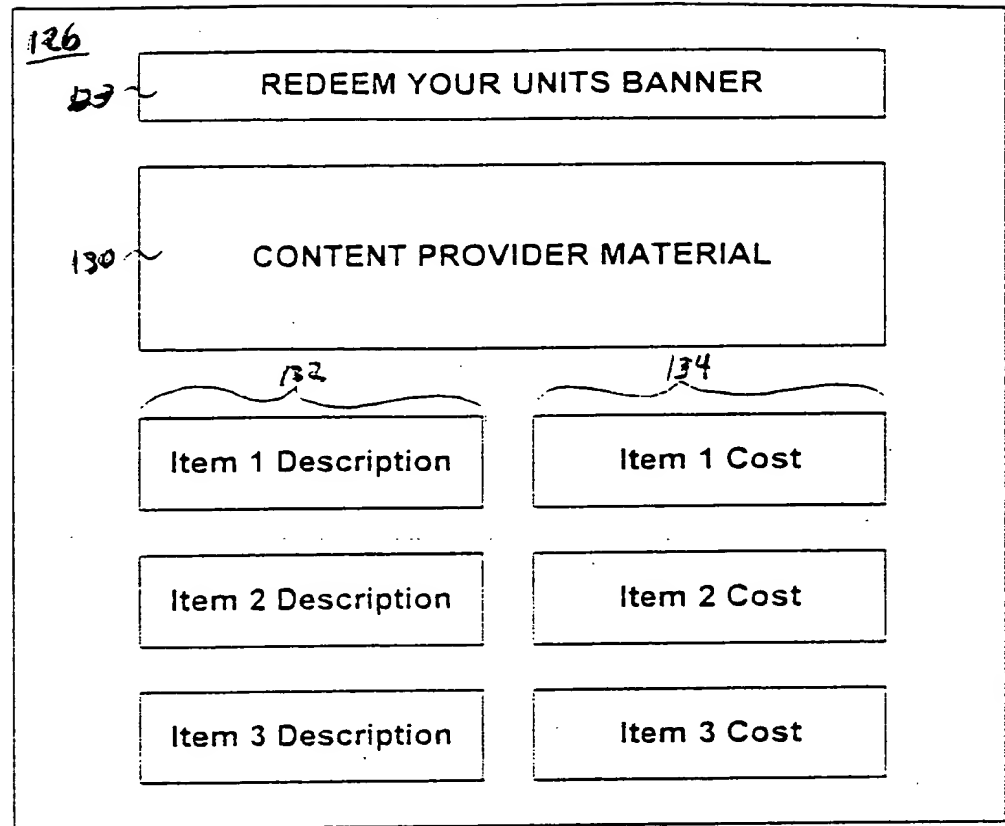 126
REDEEM YOUR UNITS BANNER
130
CONTENT PROVIDER MATERIAL
132 134
Item 1 Description Item 1 Cost
Item 2 Description Item 2 Cost
Item 3 Description Item 3 Cost